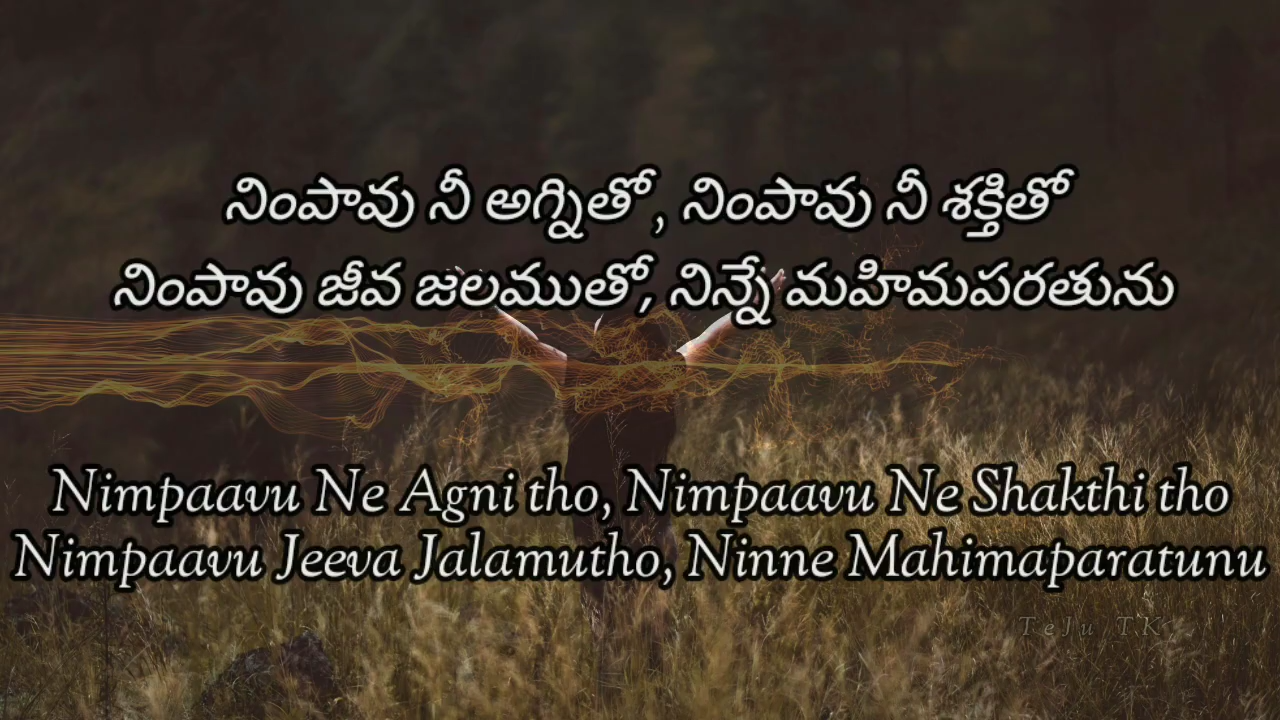 నింపావు నీ అగ్నితో, నింపావు నీ శక్తితో
నింపావు జీవ జలముతో, నిన్నే మహిమపరతును
Nimpaavu Ne Agni tho, Nimpaavu Ne Shakthi tho
Nimpaavu Jeeva Jalamutho, Ninne Mahimaparatunu
TeJu TK